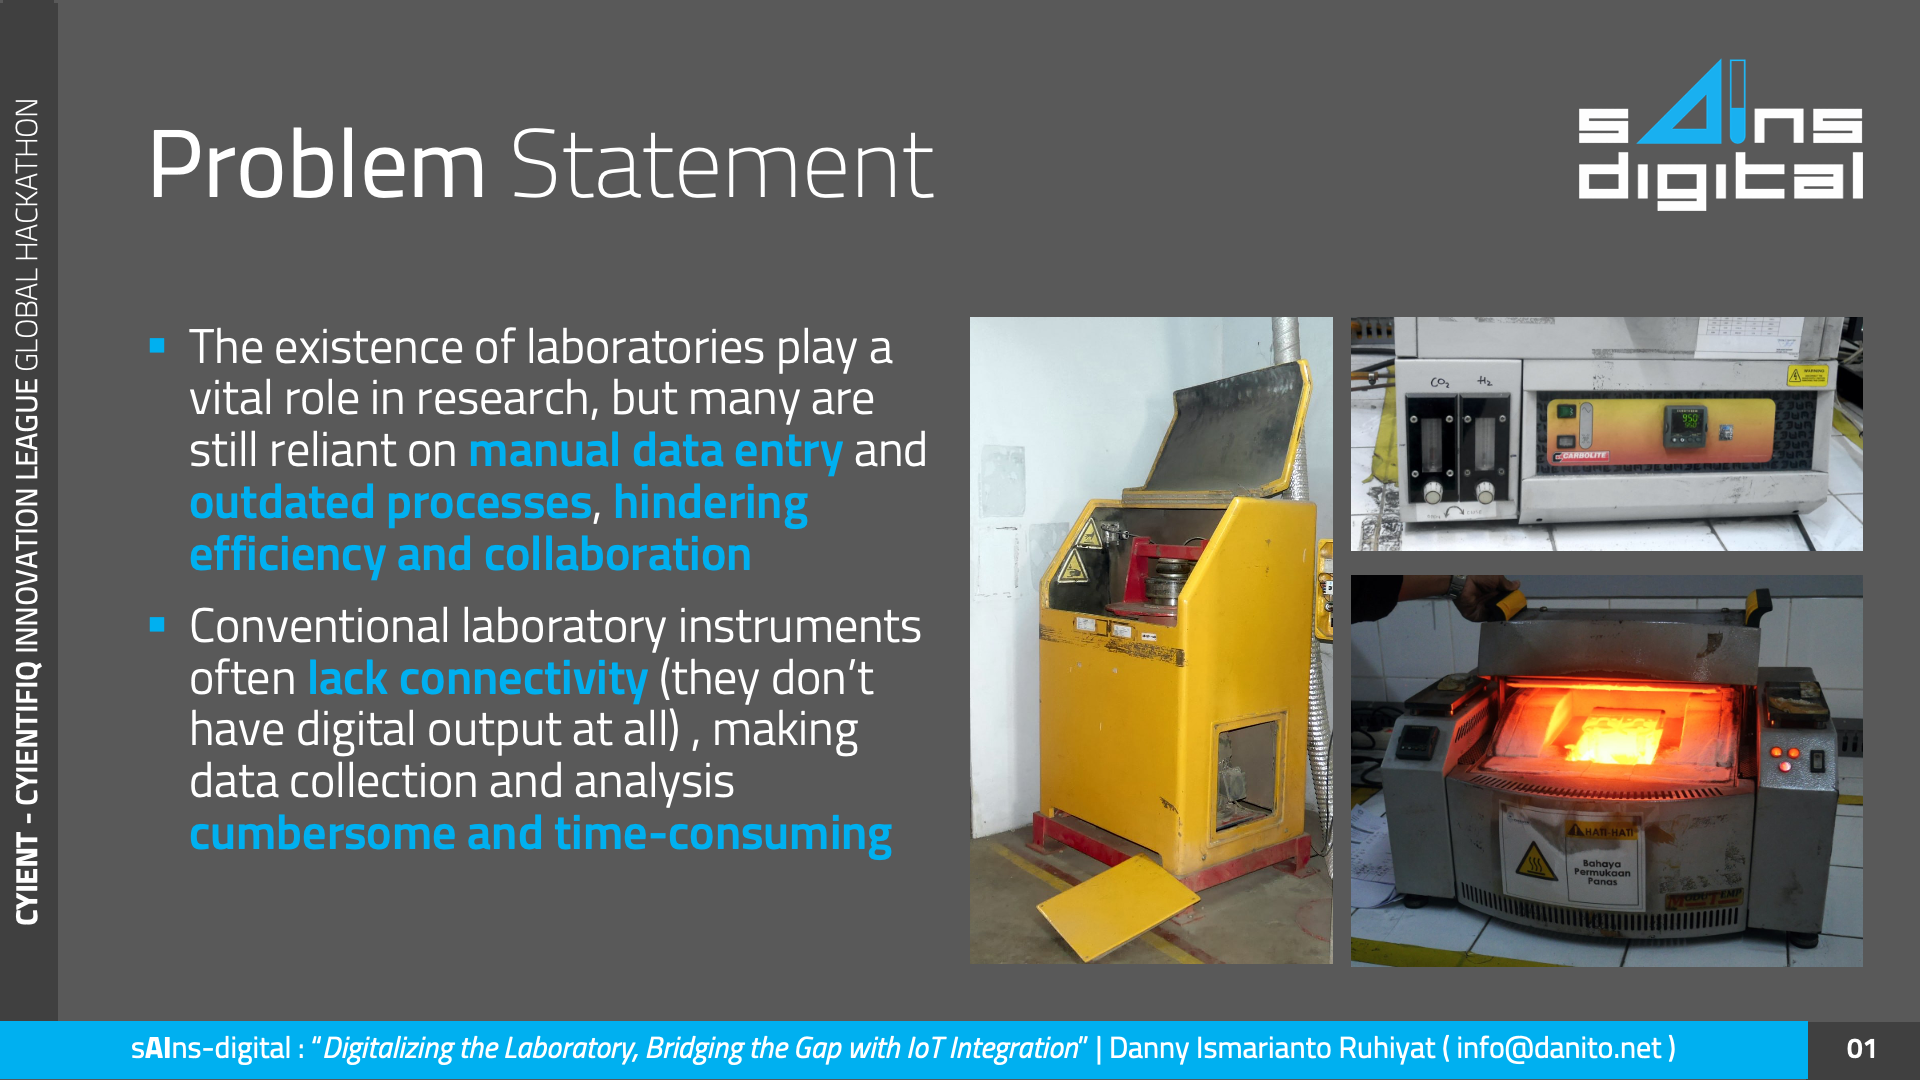 CYIENT - CYIENTIFIQ INNOVATION LEAGUE GLOBAL HACKATHON
Problem Statement
sAIns
digital
▪ The existence of laboratories play a
vital role in research, but many are
still reliant on manual data entry and
outdated processes, hindering
efficiency and collaboration
▪ Conventional laboratory instruments
often lack connectivity (they don't
have digital output at all) , making
data collection and analysis
cumbersome and time-consuming
CO₂ H₂
WARNING
950
CARBOLITE
HATI-HATI
Bahaya
Permukaan
Panas
sAIns-digital : “Digitalizing the Laboratory, Bridging the Gap with IoT Integration” | Danny Ismarianto Ruhiyat ( info@danito.net )
01